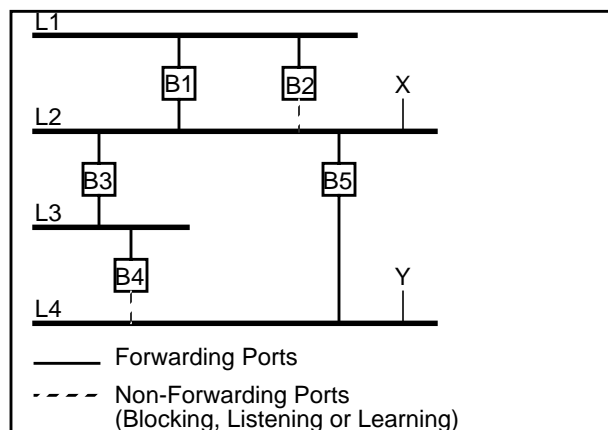 L1
B1
B2
X
L2
B3
B5
L3
B4
Y
L4
Forwarding Ports
Non-Forwarding Ports
(Blocking, Listening or Learning)